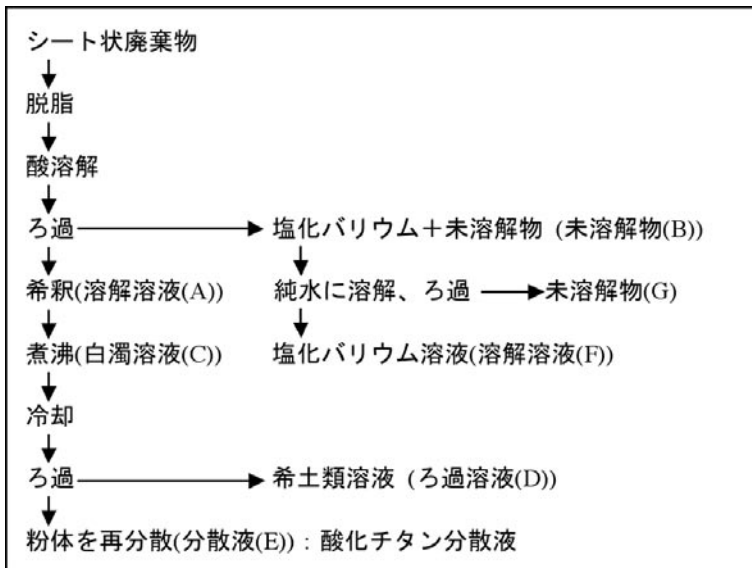 シート状廃棄物
脱脂
酸溶解
ろ過 塩化バリウム＋未溶解物 (未溶解物(B))
希釈(溶解溶液(A)) 純水に溶解、ろ過 未溶解物(G)
煮沸(白濁溶液(C)) 塩化バリウム溶液(溶解溶液(F))
冷却
ろ過 希土類溶液 (ろ過溶液(D))
粉体を再分散(分散液(E))：酸化チタン分散液